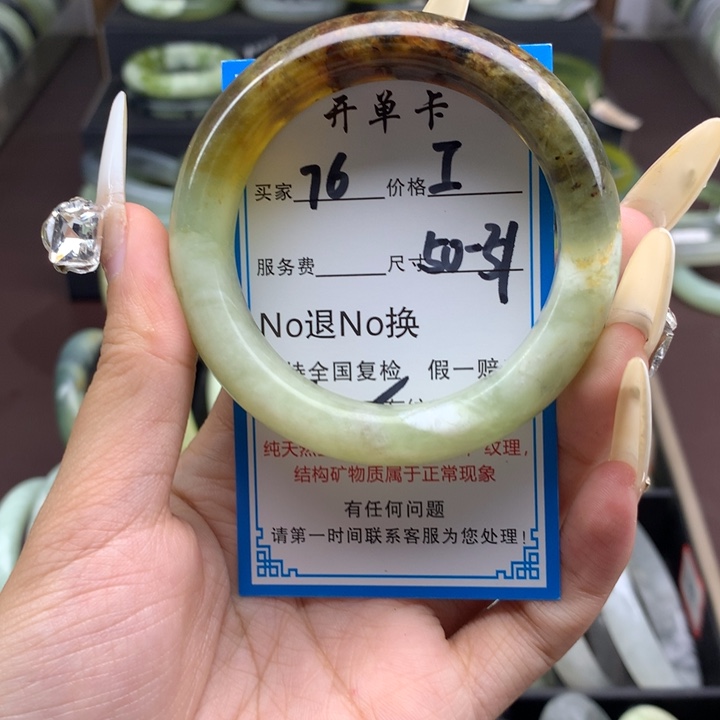 开单卡
买家 76 价格 I
服务费 尺寸 50-51
No退No换
持全国复检 假一赔
纯天然 纹理,
结构矿物质属于正常现象
有任何问题
请第一时间联系客服为您处理!